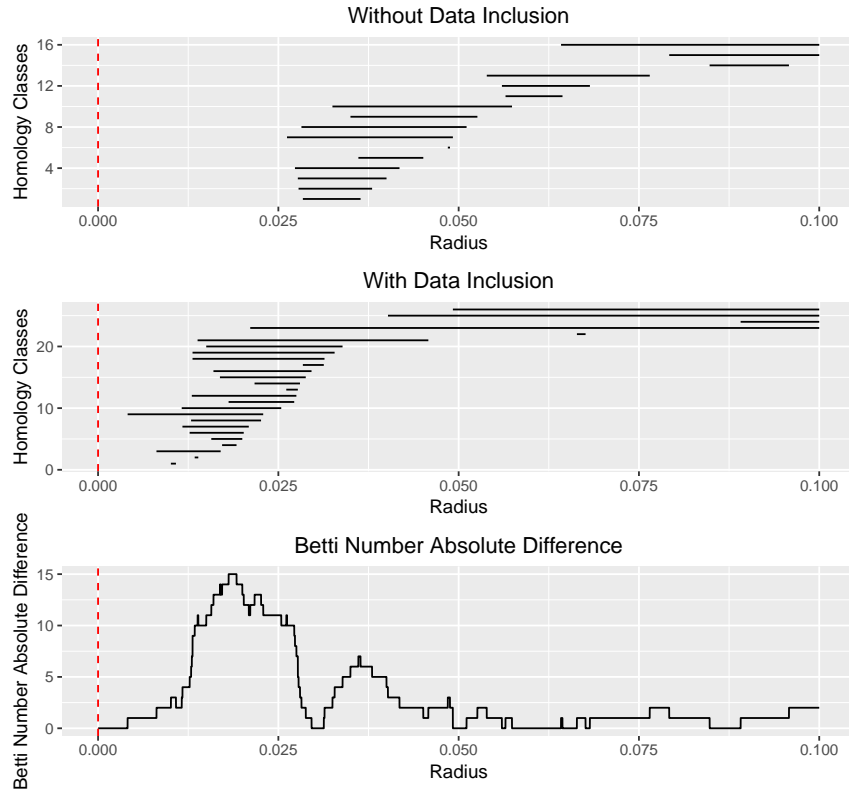 Without Data Inclusion
Homology Classes
16
12
8
4
0.000 0.025 0.050 0.075 0.100
Radius
With Data Inclusion
Homology Classes
20
10
0
0.000 0.025 0.050 0.075 0.100
Radius
Betti Number Absolute Difference
Betti Number Absolute Difference
15
10
5
0
0.000 0.025 0.050 0.075 0.100
Radius